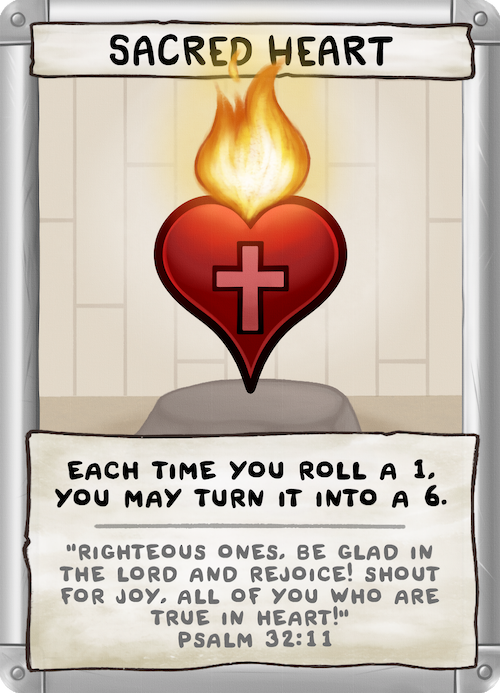 SACRED HEART
EACH TIME YOU ROLL A 1,
YOU MAY TURN IT INTO A 6.
"RIGHTEOUS ONES, BE GLAD IN
THE LORD AND REJOICE! SHOUT
FOR JOY, ALL OF YOU WHO ARE
TRUE IN HEART!"
PSALM 32:11